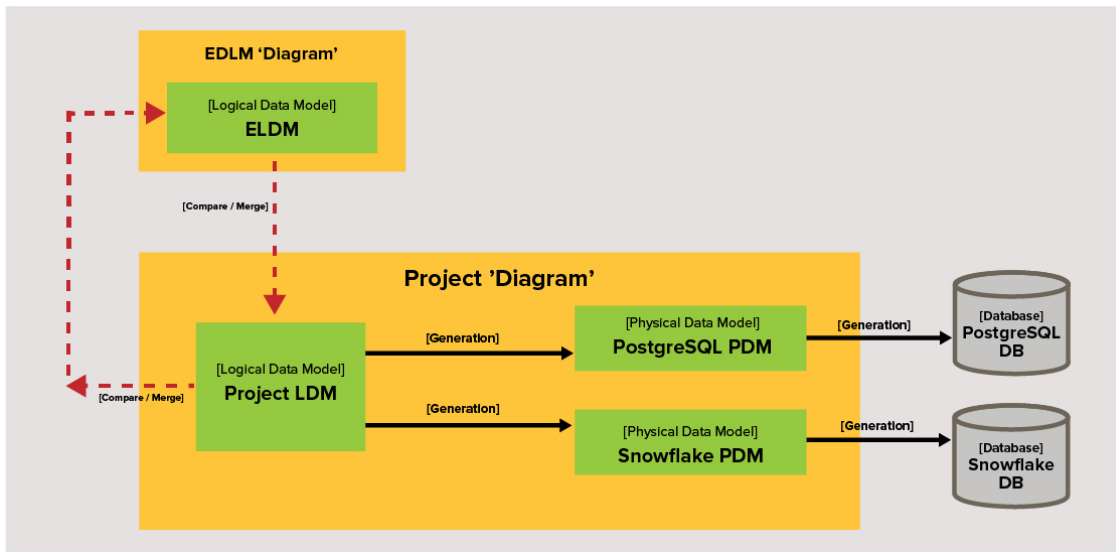 EDLM ‘Diagram’
[Logical Data Model]
ELDM
[Compare / Merge]
Project ’Diagram’
[Logical Data Model]
Project LDM
[Compare / Merge]
[Generation]
[Physical Data Model]
PostgreSQL PDM
[Generation]
[Database]
PostgreSQL
DB
[Generation]
[Physical Data Model]
Snowflake PDM
[Generation]
[Database]
Snowflake
DB